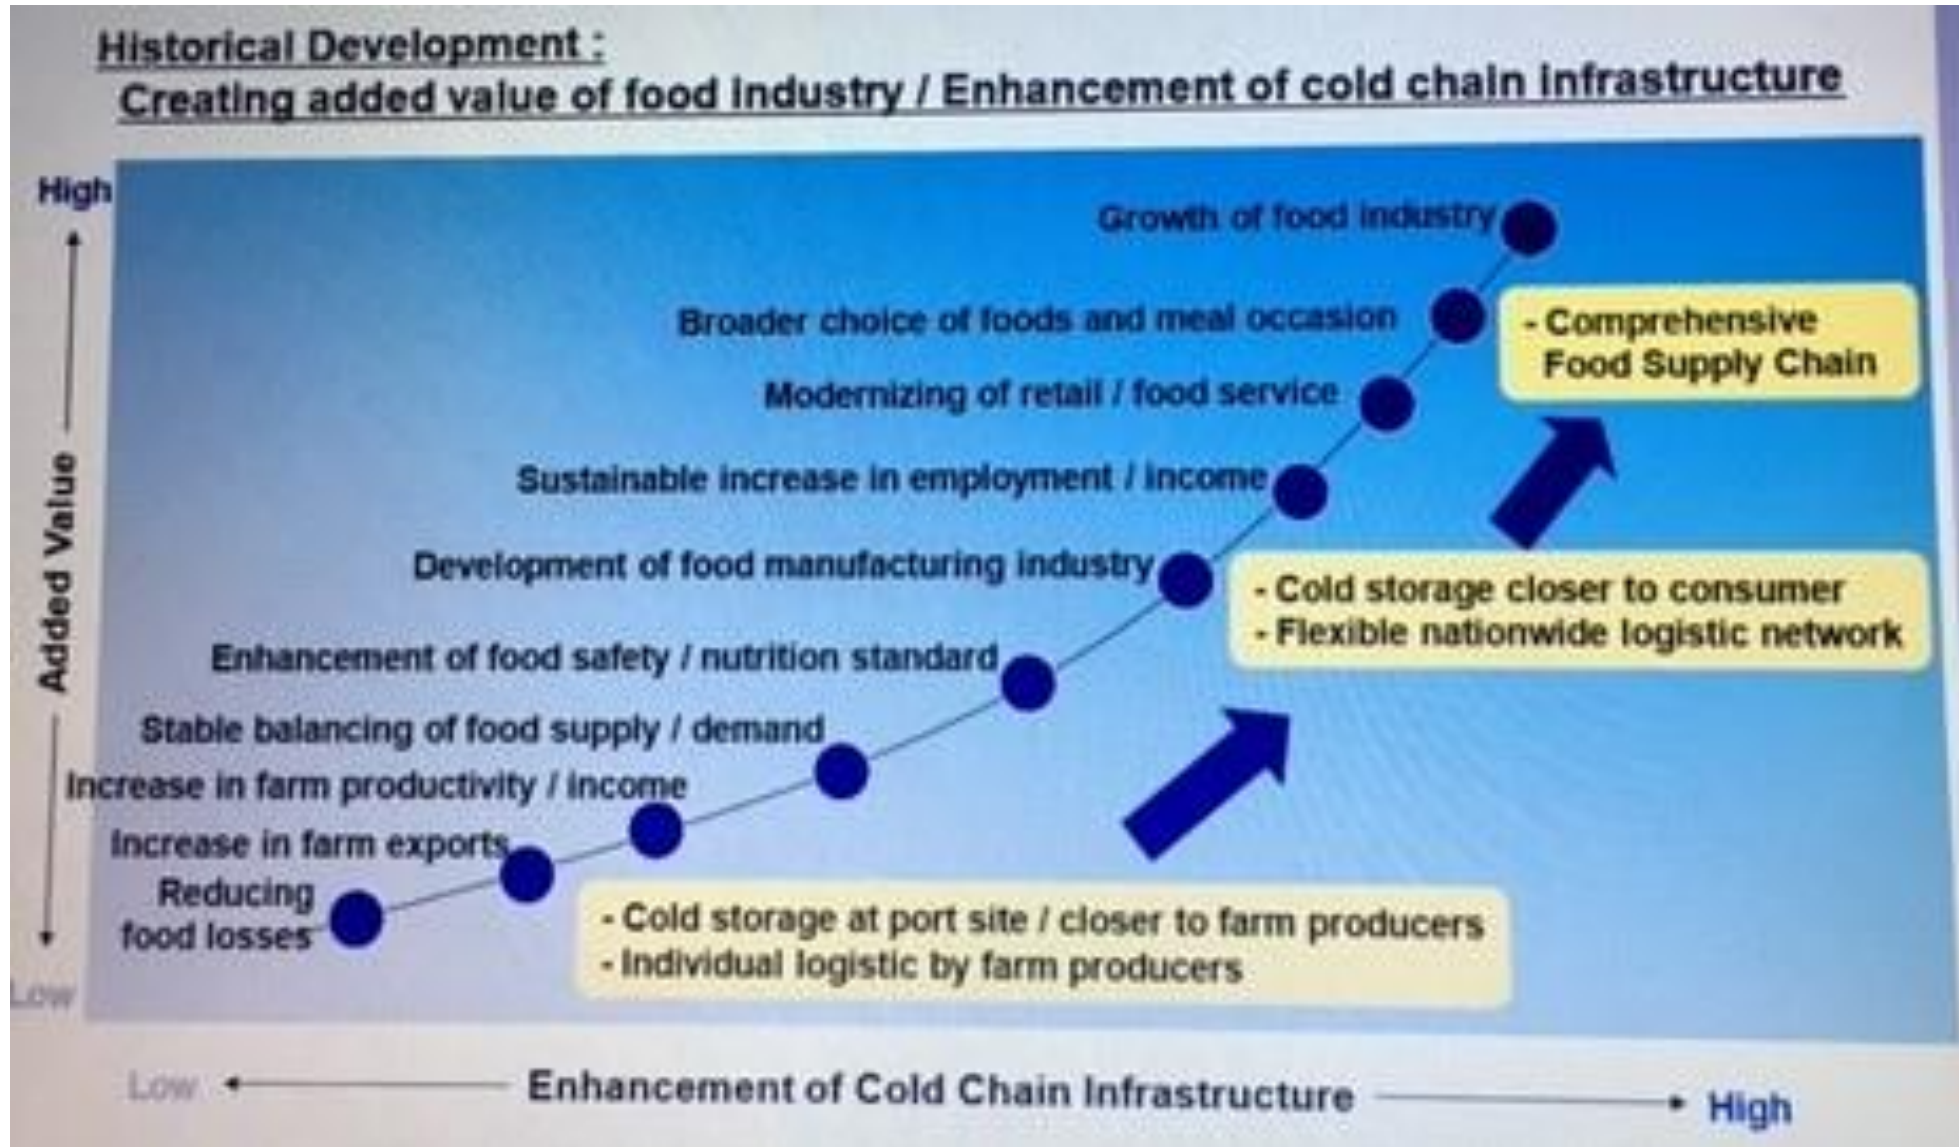 Historical Development :
Creating added value of food industry / Enhancement of cold chain infrastructure
High
Added Value
Low
Growth of food industry
Broader choice of foods and meal occasion
Modernizing of retail / food service
Sustainable increase in employment / income
Development of food manufacturing industry
Enhancement of food safety / nutrition standard
Stable balancing of food supply / demand
Increase in farm productivity / income
Increase in farm exports
Reducing
food losses
- Comprehensive
Food Supply Chain
- Cold storage closer to consumer
- Flexible nationwide logistic network
- Cold storage at port site / closer to farm producers
- Individual logistic by farm producers
Low
Enhancement of Cold Chain Infrastructure
High